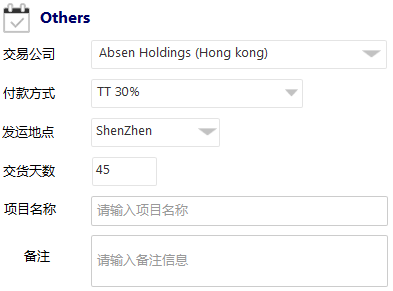 Others
交易公司 Absen Holdings (Hong kong)
付款方式 TT 30%
发运地点 ShenZhen
交货天数 45
项目名称 请输入项目名称
备注 请输入备注信息